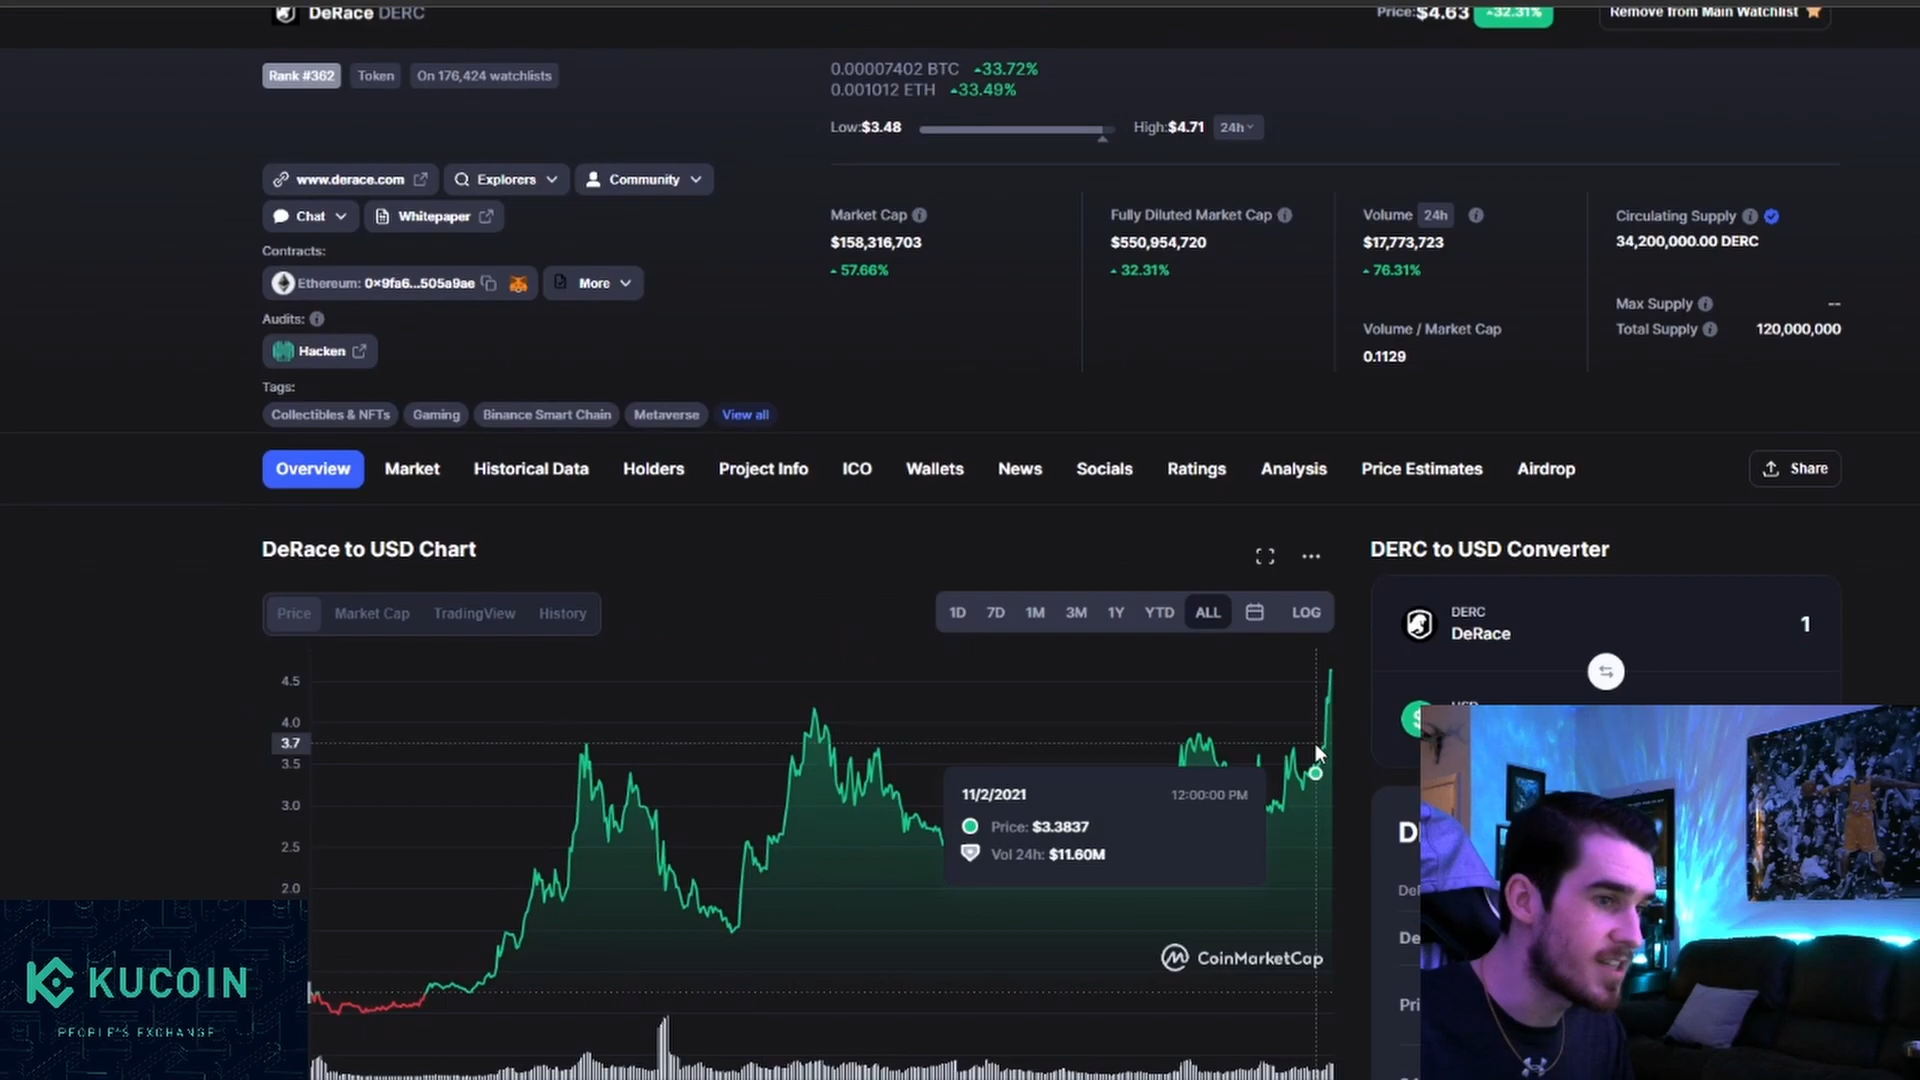 DeRace DERC
Price: $4.63 32.31%
Remove from Main Watchlist
Rank #362 Token On 176,424 watchlists
0.00007402 BTC 33.72%
0.001012 ETH 33.49%
Low:$3.48 High:$4.71 24h
www.derace.com Explorers Community
Chat Whitepaper
Contracts:
Ethereum: 0x9fa6...505a9ae More
Audits:
Hacken
Tags:
Collectibles & NFTs Gaming Binance Smart Chain Metaverse View all
Market Cap
$158,316,703
57.66%
Fully Diluted Market Cap
$550,954,720
32.31%
Volume 24h
$17,773,723
76.31%
Volume / Market Cap
0.1129
Circulating Supply
34,200,000.00 DERC
Max Supply --
Total Supply 120,000,000
Overview Market Historical Data Holders Project Info ICO Wallets News Socials Ratings Analysis Price Estimates Airdrop Share
DeRace to USD Chart
Price Market Cap TradingView History
1D 7D 1M 3M 1Y YTD ALL LOG
4.5
4.0
3.7
3.5
3.0
2.5
2.0
11/2/2021 12:00:00 PM
Price: $3.3837
Vol 24h: $11.60M
CoinMarketCap
DERC to USD Converter
DERC
DeRace 1
KUCOIN
PEOPLE'S EXCHANGE
24